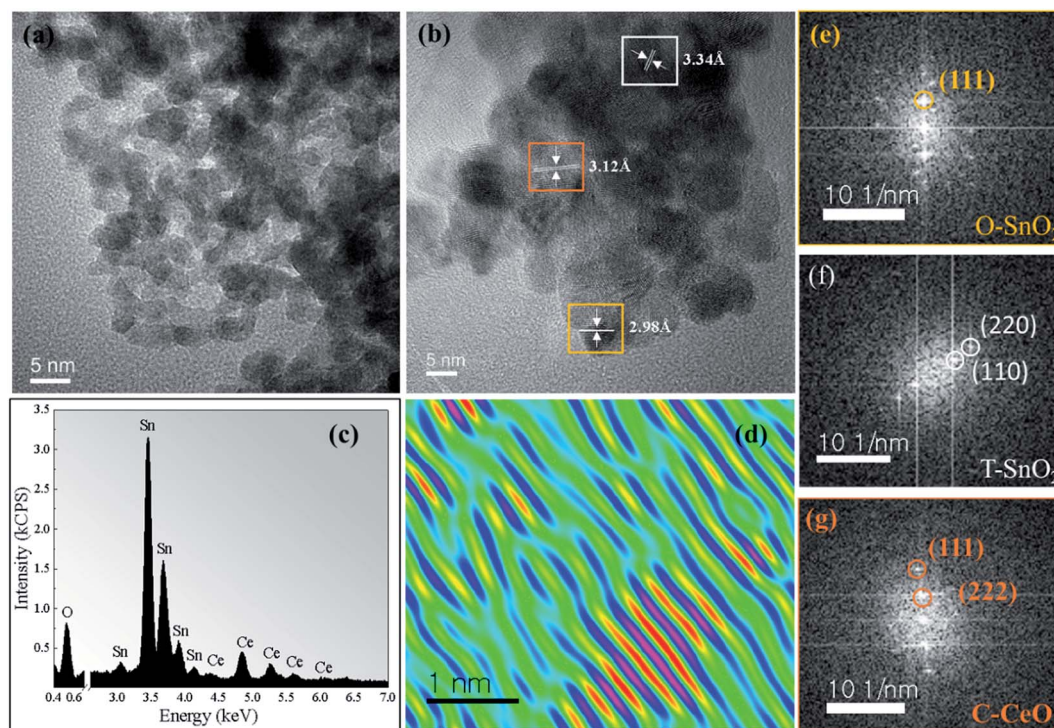 (a)
5 nm
(b)
3.34Å
3.12Å
2.98Å
5 nm
(c)
3.5
3.0
2.5
2.0
1.5
1.0
0.5
Intensity (kCPS)
O
Sn
Sn
Sn
Sn
Sn
Ce
Ce
Ce
Ce
Ce
0.4 0.6
3.0 3.5 4.0 4.5 5.0 5.5 6.0 6.5 7.0
Energy (keV)
(d)
1 nm
(e)
(111)
10 1/nm
O-SnO₂
(f)
(220)
(110)
10 1/nm
T-SnO₂
(g)
(111)
(222)
10 1/nm
C-CeO